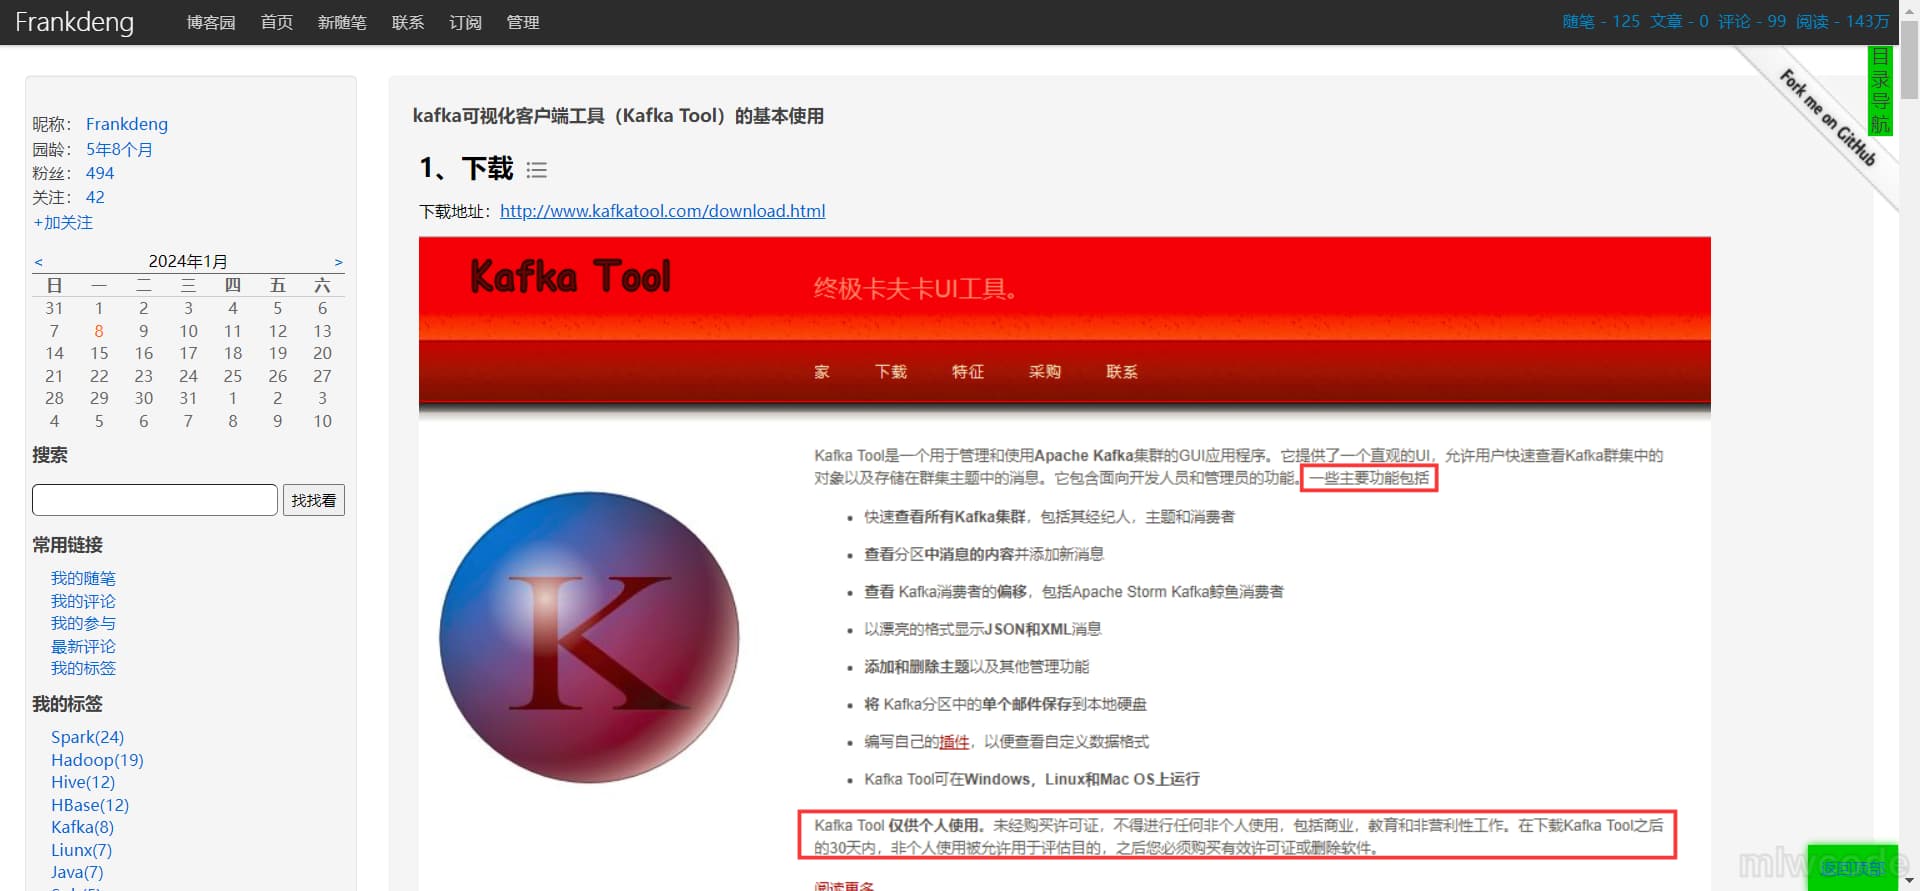 Frankdeng 博客园 首页 新随笔 联系 订阅 管理 随笔 - 125 文章 - 0 评论 - 99 阅读 - 143万
目录导航
Fork me on GitHub
昵称： Frankdeng
园龄： 5年8个月
粉丝： 494
关注： 42
+加关注
< 2024年1月 >
日 一 二 三 四 五 六
31 1 2 3 4 5 6
7 8 9 10 11 12 13
14 15 16 17 18 19 20
21 22 23 24 25 26 27
28 29 30 31 1 2 3
4 5 6 7 8 9 10
搜索
找找看
常用链接
我的随笔
我的评论
我的参与
最新评论
我的标签
我的标签
Spark(24)
Hadoop(19)
Hive(12)
HBase(12)
Kafka(8)
Liunx(7)
Java(7)
kafka可视化客户端工具（Kafka Tool）的基本使用
1、下载
下载地址：http://www.kafkatool.com/download.html
Kafka Tool
终极卡夫卡UI工具。
家 下载 特征 采购 联系
K
Kafka Tool是一个用于管理和使用Apache Kafka集群的GUI应用程序。它提供了一个直观的UI，允许用户快速查看Kafka群集中的
对象以及存储在群集主题中的消息。它包含面向开发人员和管理员的功能。一些主要功能包括
• 快速查看所有Kafka集群，包括其经纪人，主题和消费者
• 查看分区中消息的内容并添加新消息
• 查看 Kafka消费者的偏移，包括Apache Storm Kafka鲸鱼消费者
• 以漂亮的格式显示JSON和XML消息
• 添加和删除主题以及其他管理功能
• 将 Kafka分区中的单个邮件保存到本地硬盘
• 编写自己的插件，以便查看自定义数据格式
• Kafka Tool可在Windows，Linux和Mac OS上运行
Kafka Tool 仅供个人使用。未经购买许可证，不得进行任何非个人使用，包括商业，教育和非营利性工作。在下载Kafka Tool之后
的30天内，非个人使用被允许用于评估目的，之后您必须购买有效许可证或删除软件。
阅读更多
返回顶部
mlwcode